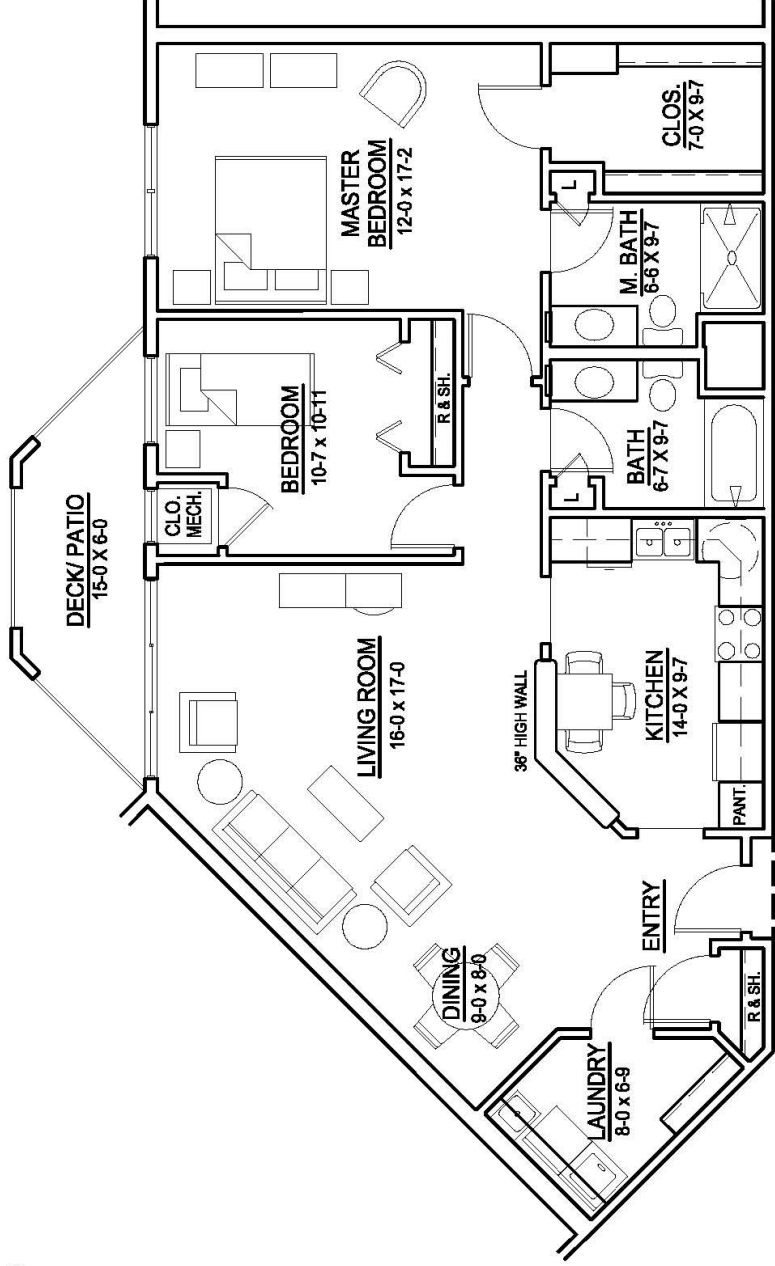 DECK/ PATIO
15-0 X 6-0
CLO.
MECH.
BEDROOM
10-7 x 10-11
R & SH.
MASTER
BEDROOM
12-0 x 17-2
CLOS.
7-0 X 9-7
L
M. BATH
6-6 X 9-7
BATH
6-7 X 9-7
L
LIVING ROOM
16-0 x 17-0
36" HIGH WALL
KITCHEN
14-0 X 9-7
PANT.
DINING
9-0 x 8-0
ENTRY
R & SH.
LAUNDRY
8-0 x 6-9